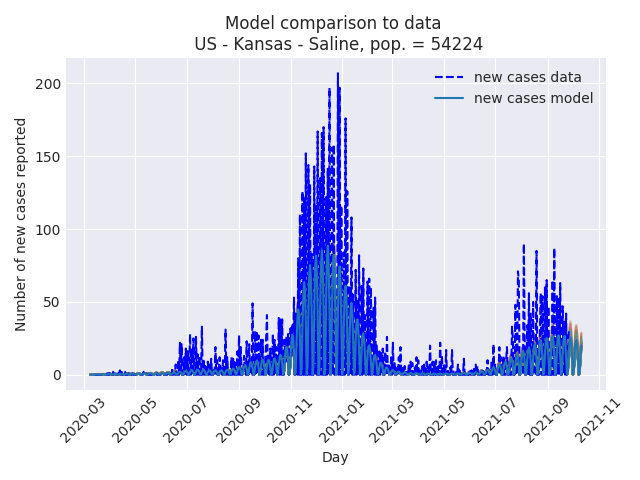 Model comparison to data
US - Kansas - Saline, pop. = 54224
new cases data
new cases model
Number of new cases reported
200
150
100
50
0
2020-03
2020-05
2020-07
2020-09
2020-11
2021-01
2021-03
2021-05
2021-07
2021-09
2021-11
Day